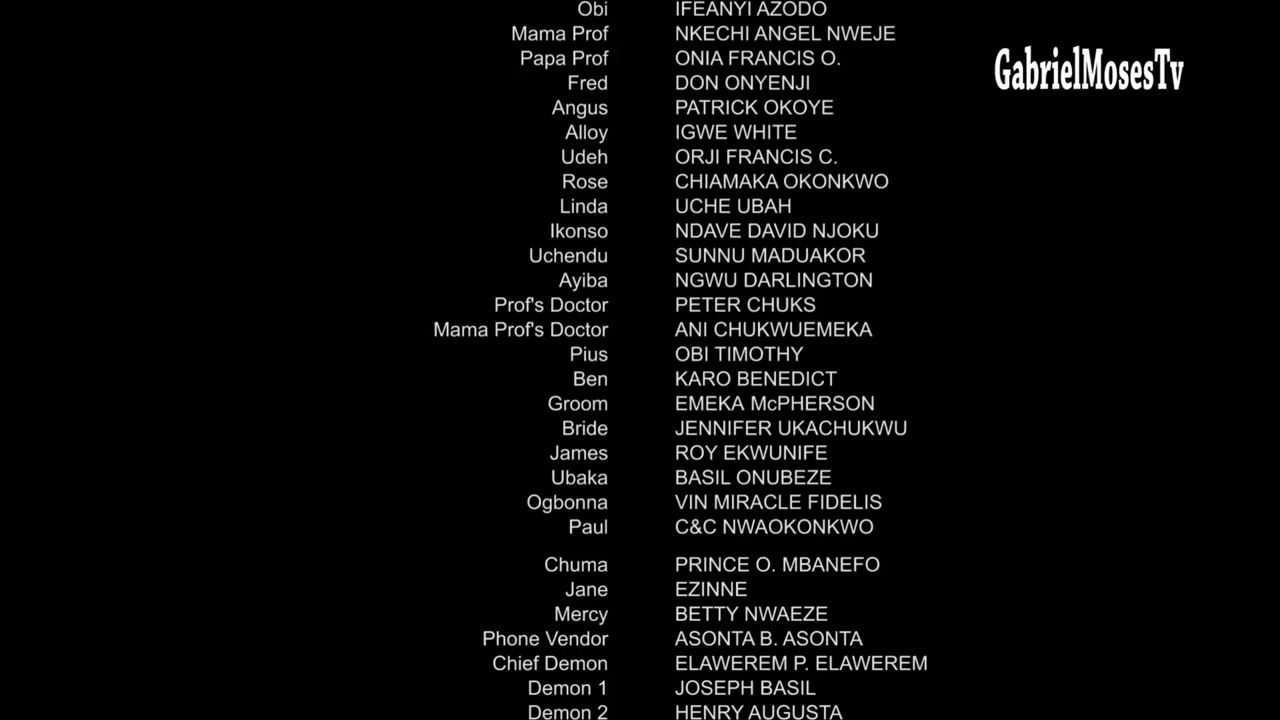 Obi IFEANYI AZODO
Mama Prof NKECHI ANGEL NWEJE
Papa Prof ONIA FRANCIS O.
GabrielMosesTv
Fred DON ONYENJI
Angus PATRICK OKOYE
Alloy IGWE WHITE
Udeh ORJI FRANCIS C.
Rose CHIAMAKA OKONKWO
Linda UCHE UBAH
Ikonso NDAVE DAVID NJOKU
Uchendu SUNNU MADUAKOR
Ayiba NGWU DARLINGTON
Prof's Doctor PETER CHUKS
Mama Prof's Doctor ANI CHUKWUEMEKA
Pius OBI TIMOTHY
Ben KARO BENEDICT
Groom EMEKA McPHERSON
Bride JENNIFER UKACHUKWU
James ROY EKWUNIFE
Ubaka BASIL ONUBEZE
Ogbonna VIN MIRACLE FIDELIS
Paul C&C NWAOKONKWO
Chuma PRINCE O. MBANEFO
Jane EZINNE
Mercy BETTY NWAEZE
Phone Vendor ASONTA B. ASONTA
Chief Demon ELAWEREM P. ELAWEREM
Demon 1 JOSEPH BASIL
Demon 2 HENRY AUGUSTA